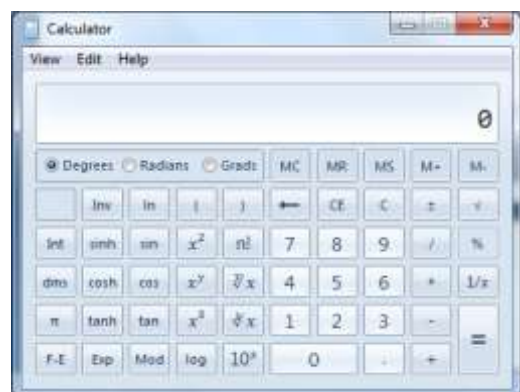 Calculator
View Edit Help
0
Degrees Radians Grads MC MR MS M+ M-
Inv ln ( ) ← CE C ± √
Int sinh sin x² n! 7 8 9 / %
dms cosh cos xʸ ʸ√x 4 5 6 * 1/x
π tanh tan x³ ³√x 1 2 3 - =
F-E Exp Mod log 10ˣ 0 . +